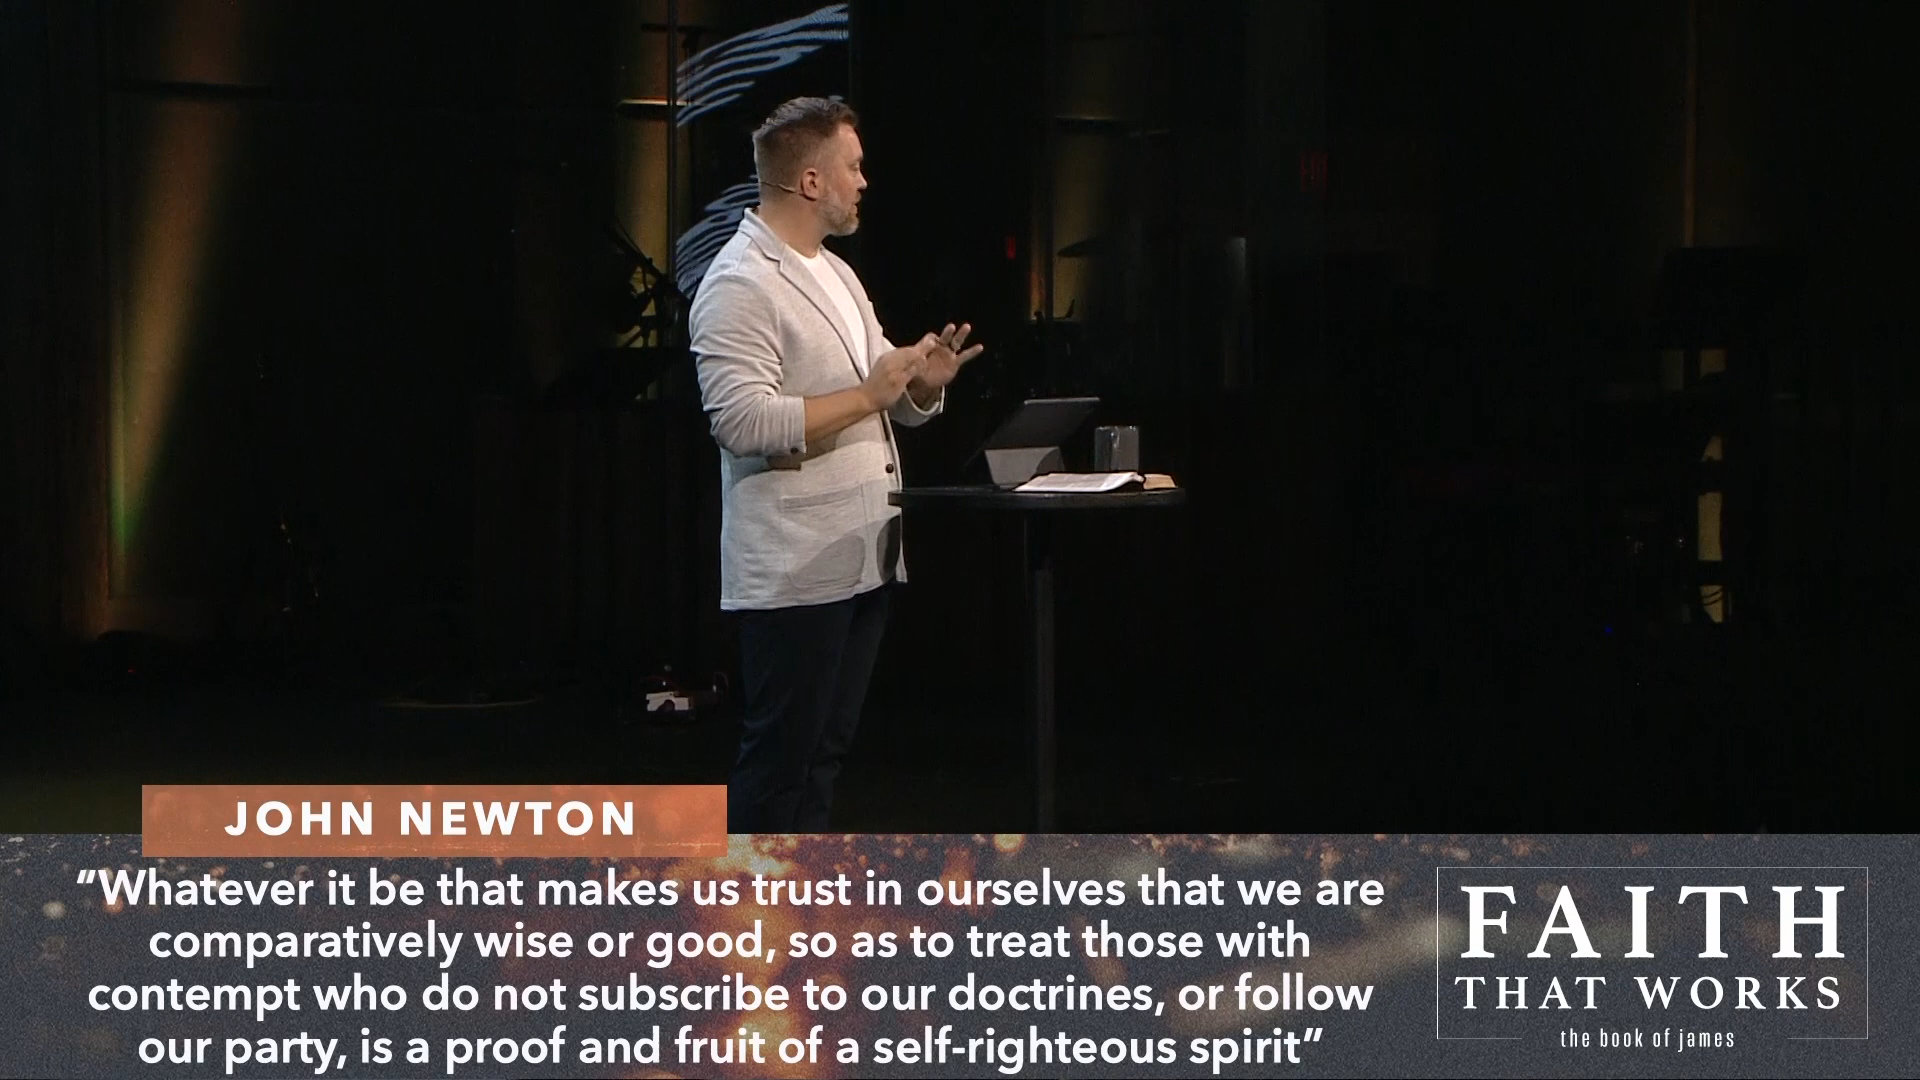 JOHN NEWTON
“Whatever it be that makes us trust in ourselves that we are
comparatively wise or good, so as to treat those with
contempt who do not subscribe to our doctrines, or follow
our party, is a proof and fruit of a self-righteous spirit”
FAITH
THAT WORKS
the book of james